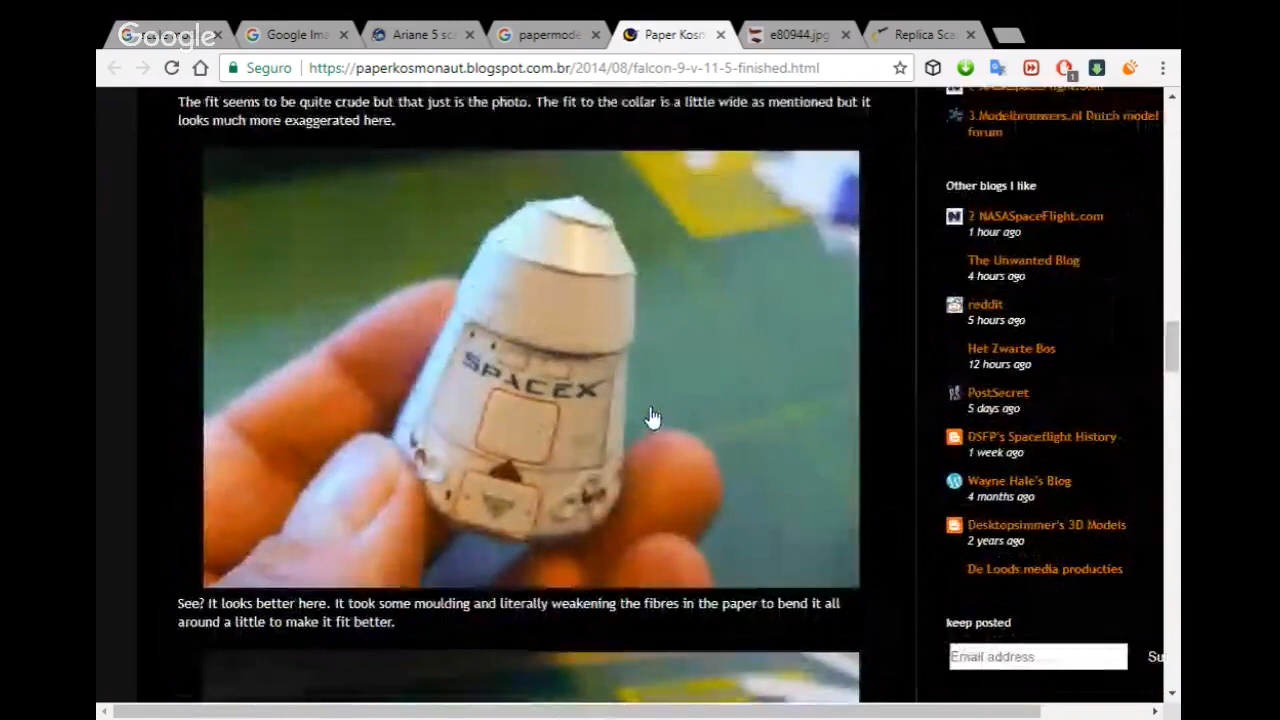 Google
Google Ima
Ariane 5 sc
papermode
Paper Kosm
e80944.jpg
Replica Sca
Seguro
https://paperkosmonaut.blogspot.com.br/2014/08/falcon-9-v-11-5-finished.html
1
The fit seems to be quite crude but that just is the photo. The fit to the collar is a little wide as mentioned but it
looks much more exaggerated here.
SPACEX
See? It looks better here. It took some moulding and literally weakening the fibres in the paper to bend it all
around a little to make it fit better.
3 Modelbrouwers.nl Dutch model
forum
Other blogs I like
2 NASASpaceFlight.com
1 hour ago
The Unwanted Blog
4 hours ago
reddit
5 hours ago
Het Zwarte Bos
12 hours ago
PostSecret
5 days ago
DSFP's Spaceflight History
1 week ago
Wayne Hale's Blog
4 months ago
Desktopsimmer's 3D Models
2 years ago
De Loods media producties
keep posted
Email address
Su